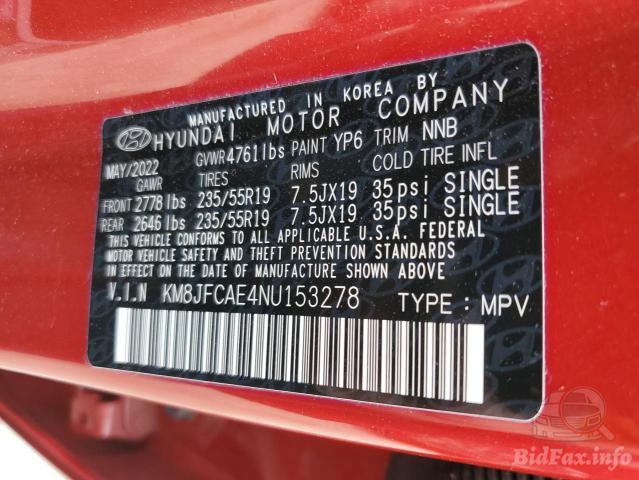 MANUFACTURED IN KOREA BY
HYUNDAI MOTOR COMPANY
MAY/2022 GVWR 4761lbs PAINT YP6 TRIM NNB
GAWR TIRES RIMS COLD TIRE INFL
FRONT 2778 lbs 235/55R19 7.5JX19 35psi SINGLE
REAR 2646 lbs 235/55R19 7.5JX19 35psi SINGLE
THIS VEHICLE CONFORMS TO ALL APPLICABLE U.S.A. FEDERAL
MOTOR VEHICLE SAFETY AND THEFT PREVENTION STANDARDS
IN EFFECT ON THE DATE OF MANUFACTURE SHOWN ABOVE
V.I.N KM8JFCAE4NU153278 TYPE: MPV
BidFax.info